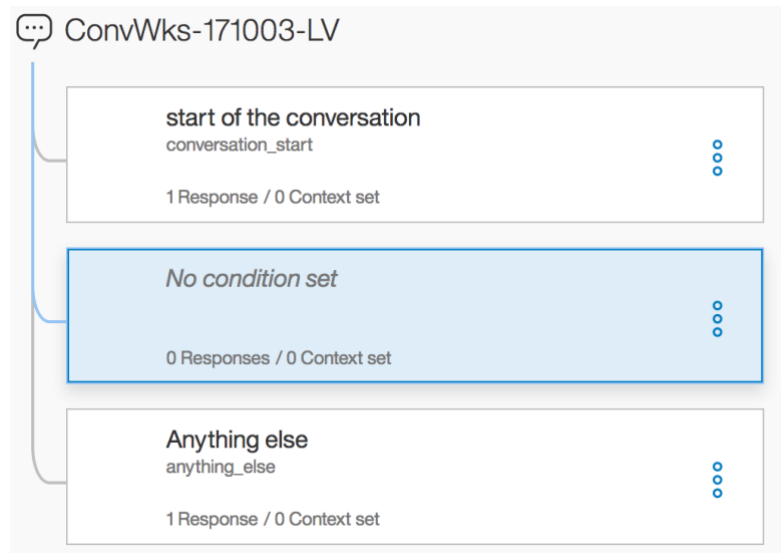 ConvWks-171003-LV
start of the conversation
conversation_start
1 Response / 0 Context set
No condition set
0 Responses / 0 Context set
Anything else
anything_else
1 Response / 0 Context set